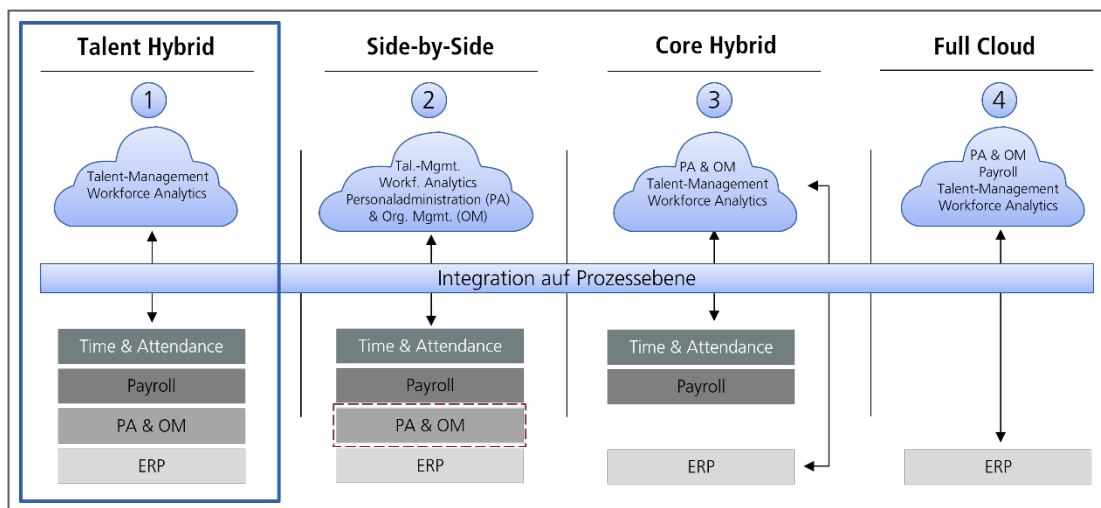 Talent Hybrid
Side-by-Side
Core Hybrid
Full Cloud
1
2
3
4
Talent-Management
Workforce Analytics
Tal.-Mgmt.
Workf. Analytics
Personaladministration (PA)
& Org. Mgmt. (OM)
PA & OM
Talent-Management
Workforce Analytics
PA & OM
Payroll
Talent-Management
Workforce Analytics
Integration auf Prozessebene
Time & Attendance
Payroll
PA & OM
ERP
Time & Attendance
Payroll
PA & OM
ERP
Time & Attendance
Payroll
ERP
ERP